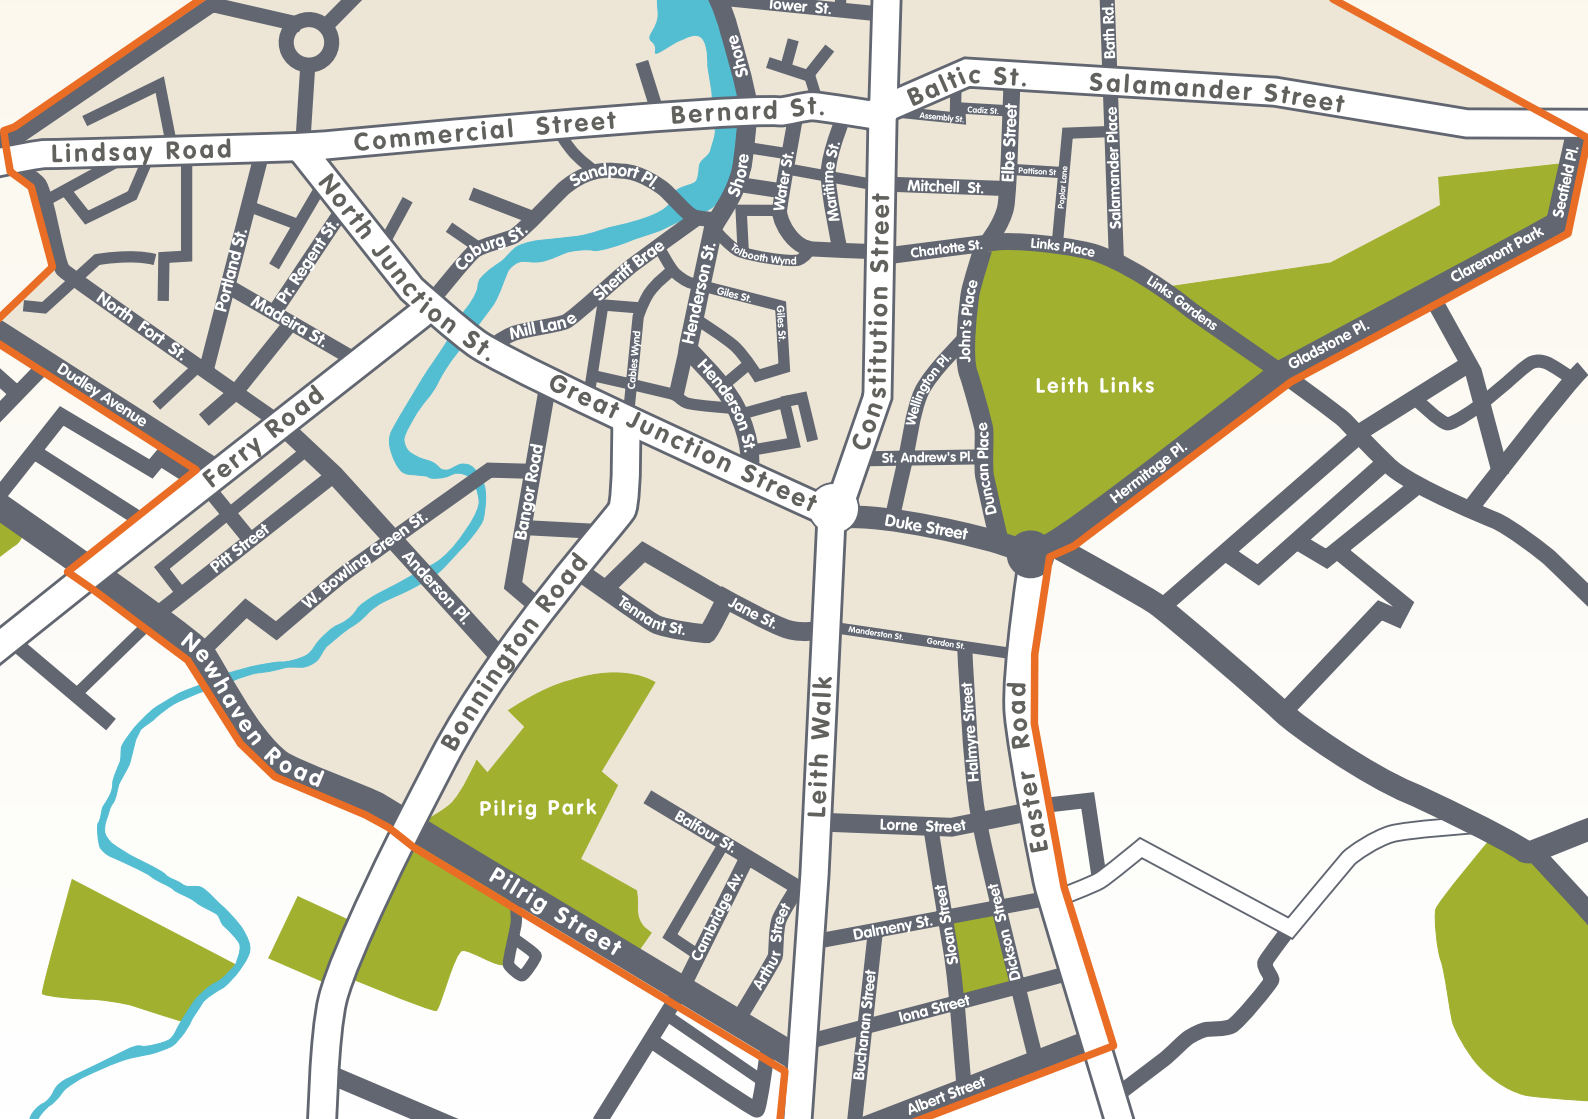 Tower St.
Shore
Bath Rd.
Baltic St.
Salamander Street
Bernard St.
Commercial Street
Lindsay Road
Assembly St.
Cadiz St.
Elbe Street
Salamander Place
Pattison St.
Poplar Lane
Seafield Pl.
Sandport Pl.
Shore
Water St.
Maritime St.
Mitchell St.
Constitution Street
North Junction St.
Coburg St.
Sheriff Brae
Tolbooth Wynd
Charlotte St.
Links Place
Links Gardens
Claremont Park
Portland St.
Pr. Regent St.
Madeira St.
North Fort St.
Mill Lane
Henderson St.
Giles St.
Giles St.
Cables Wynd
Henderson St.
John's Place
Wellington Pl.
Gladstone Pl.
Leith Links
Dudley Avenue
Ferry Road
Great Junction Street
St. Andrew's Pl.
Duncan Place
Hermitage Pl.
Duke Street
Bangor Road
Pitt Street
W. Bowling Green St.
Anderson Pl.
Tennant St.
Jane St.
Manderston St.
Gordon St.
Newhaven Road
Bonnington Road
Leith Walk
Halmyre Street
Easter Road
Pilrig Park
Lorne Street
Balfour St.
Pilrig Street
Cambridge Av.
Arthur Street
Dalmeny St.
Sloan Street
Dickson Street
Buchanan Street
Iona Street
Albert Street